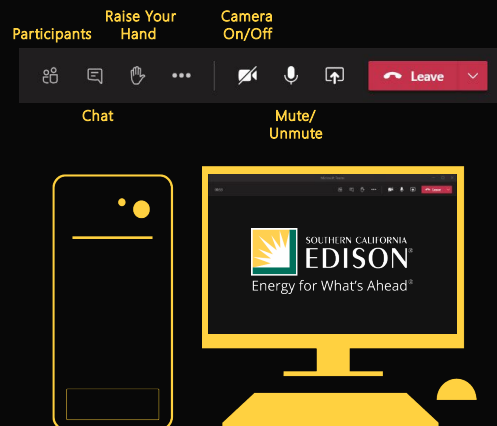 Raise Your
Hand
Camera
On/Off
Participants
Leave
Chat
Mute/
Unmute
SOUTHERN CALIFORNIA
EDISON®
Energy for What's Ahead®